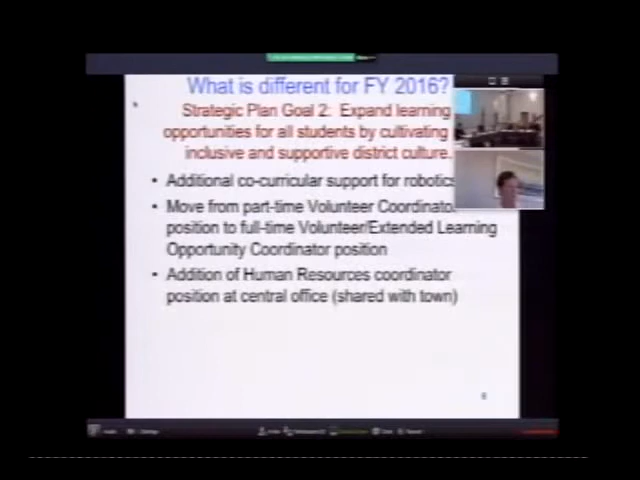 What is different for FY 2016?
Strategic Plan Goal 2: Expand learning
opportunities for all students by cultivating
inclusive and supportive district culture.
• Additional co-curricular support for robotics
• Move from part-time Volunteer Coordinator
position to full-time Volunteer/Extended Learning
Opportunity Coordinator position
• Addition of Human Resources coordinator
position at central office (shared with town)